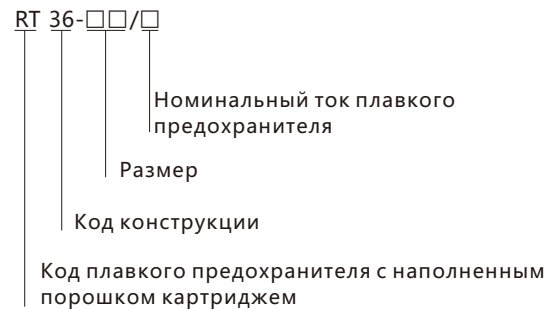 RT 36-□□/□
Номинальный ток плавкого
предохранителя
Размер
Код конструкции
Код плавкого предохранителя с наполненным
порошком картриджем